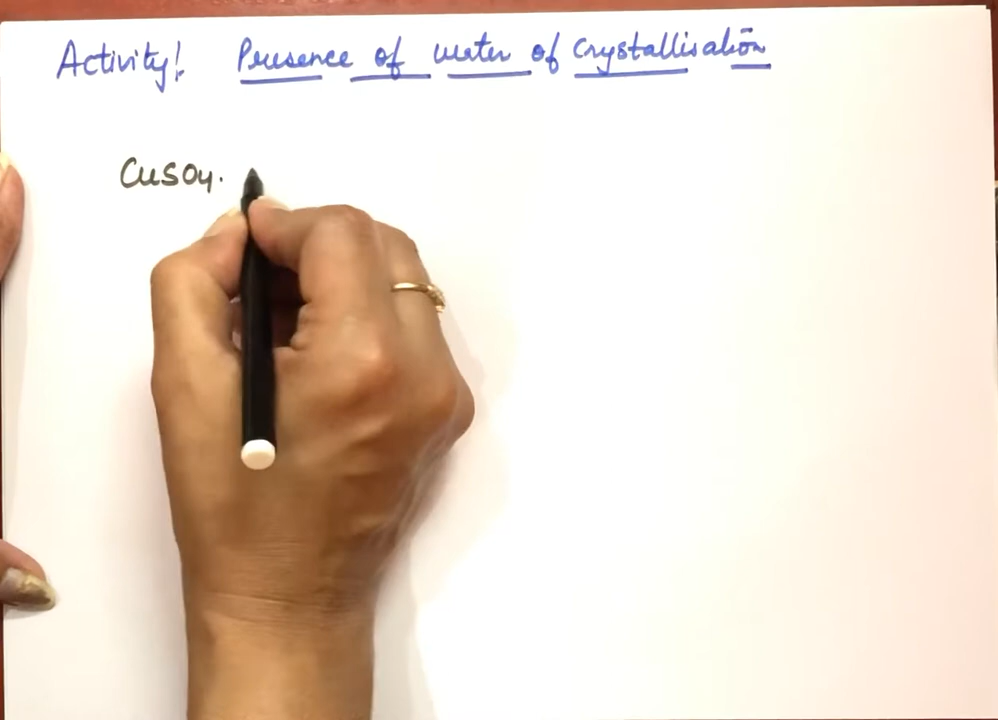 Activity! Presence of water of Crystallisation
CuSO4.